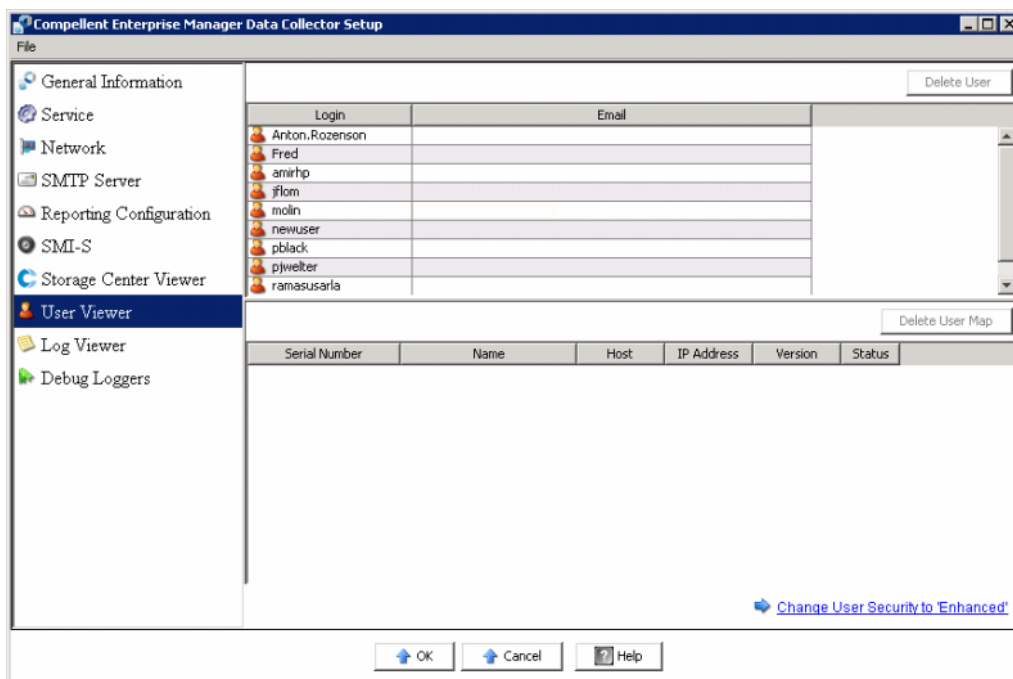 Compellent Enterprise Manager Data Collector Setup
File
General Information
Service
Network
SMTP Server
Reporting Configuration
SMI-S
Storage Center Viewer
User Viewer
Log Viewer
Debug Loggers
Delete User
Login Email
Anton.Rozenson
Fred
amirhp
jflom
molin
newuser
pblack
pjwelter
ramasusarla
Delete User Map
Serial Number Name Host IP Address Version Status
Change User Security to 'Enhanced'
OK Cancel ? Help